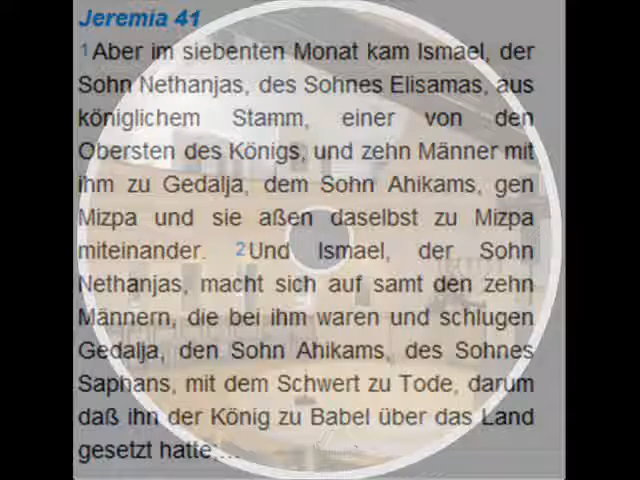 Jeremia 41
1 Aber im siebenten Monat kam Ismael, der
Sohn Nethanjas, des Sohnes Elisamas, aus
königlichem Stamm, einer von den
Obersten des Königs, und zehn Männer mit
ihm zu Gedalja, dem Sohn Ahikams, gen
Mizpa und sie aßen daselbst zu Mizpa
miteinander. 2 Und Ismael, der Sohn
Nethanjas, macht sich auf samt den zehn
Männern, die bei ihm waren und schlugen
Gedalja, den Sohn Ahikams, des Sohnes
Saphans, mit dem Schwert zu Tode, darum
daß ihn der König zu Babel über das Land
gesetzt hatte;...